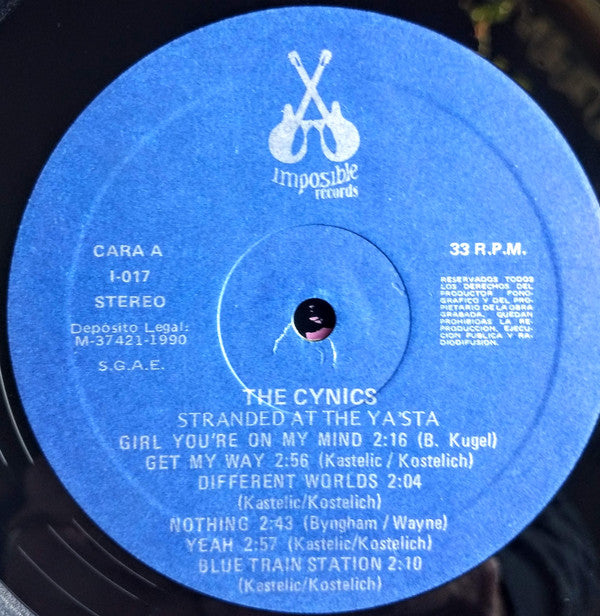 imposible
records
CARA A
I-017
STEREO
Depósito Legal:
M-37421-1990
S.G.A.E.
33 R.P.M.
RESERVADOS TODOS
LOS DERECHOS DEL
PRODUCTOR FONO-
GRAFICO Y DEL PRO-
PIETARIO DE LA OBRA
GRABADA. QUEDAN
PROHIBIDAS LA RE-
PRODUCCION, EJECU-
CION PUBLICA Y RA-
DIODIFUSION.
THE CYNICS
STRANDED AT THE YA'STA
GIRL YOU'RE ON MY MIND 2:16 (B. Kugel)
GET MY WAY 2:56 (Kastelic / Kostelich)
DIFFERENT WORLDS 2:04
(Kastelic/Kostelich)
NOTHING 2:43 (Byngham / Wayne)
YEAH 2:57 (Kastelic/Kostelich)
BLUE TRAIN STATION 2:10
(Kastelic/Kostelich)